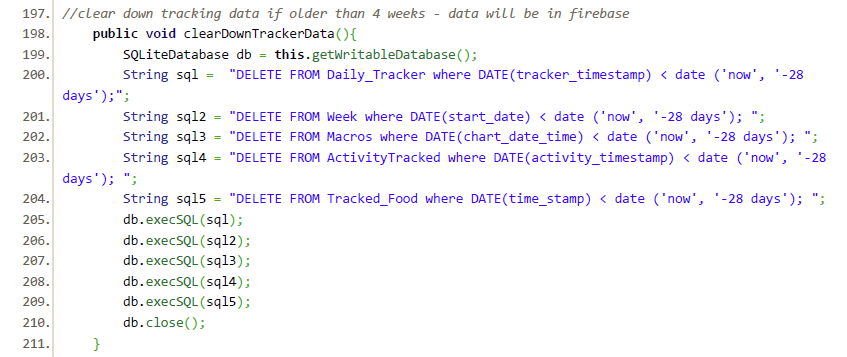 197. //clear down tracking data if older than 4 weeks - data will be in firebase
198.     public void clearDownTrackerData(){
199.         SQLiteDatabase db = this.getWritableDatabase();
200.         String sql =  "DELETE FROM Daily_Tracker where DATE(tracker_timestamp) < date ('now', '-28
days');";
201.         String sql2 = "DELETE FROM Week where DATE(start_date) < date ('now', '-28 days'); ";
202.         String sql3 = "DELETE FROM Macros where DATE(chart_date_time) < date ('now', '-28 days'); ";
203.         String sql4 = "DELETE FROM ActivityTracked where DATE(activity_timestamp) < date ('now', '-28
days'); ";
204.         String sql5 = "DELETE FROM Tracked_Food where DATE(time_stamp) < date ('now', '-28 days'); ";
205.         db.execSQL(sql);
206.         db.execSQL(sql2);
207.         db.execSQL(sql3);
208.         db.execSQL(sql4);
209.         db.execSQL(sql5);
210.         db.close();
211.     }